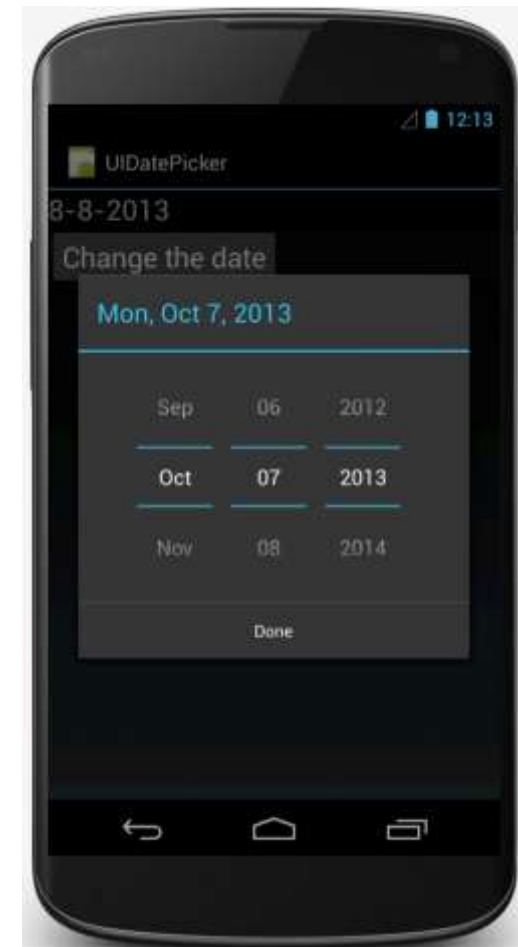 12:13
UIDatePicker
8-8-2013
Change the date
Mon, Oct 7, 2013
Sep 06 2012
Oct 07 2013
Nov 08 2014
Done